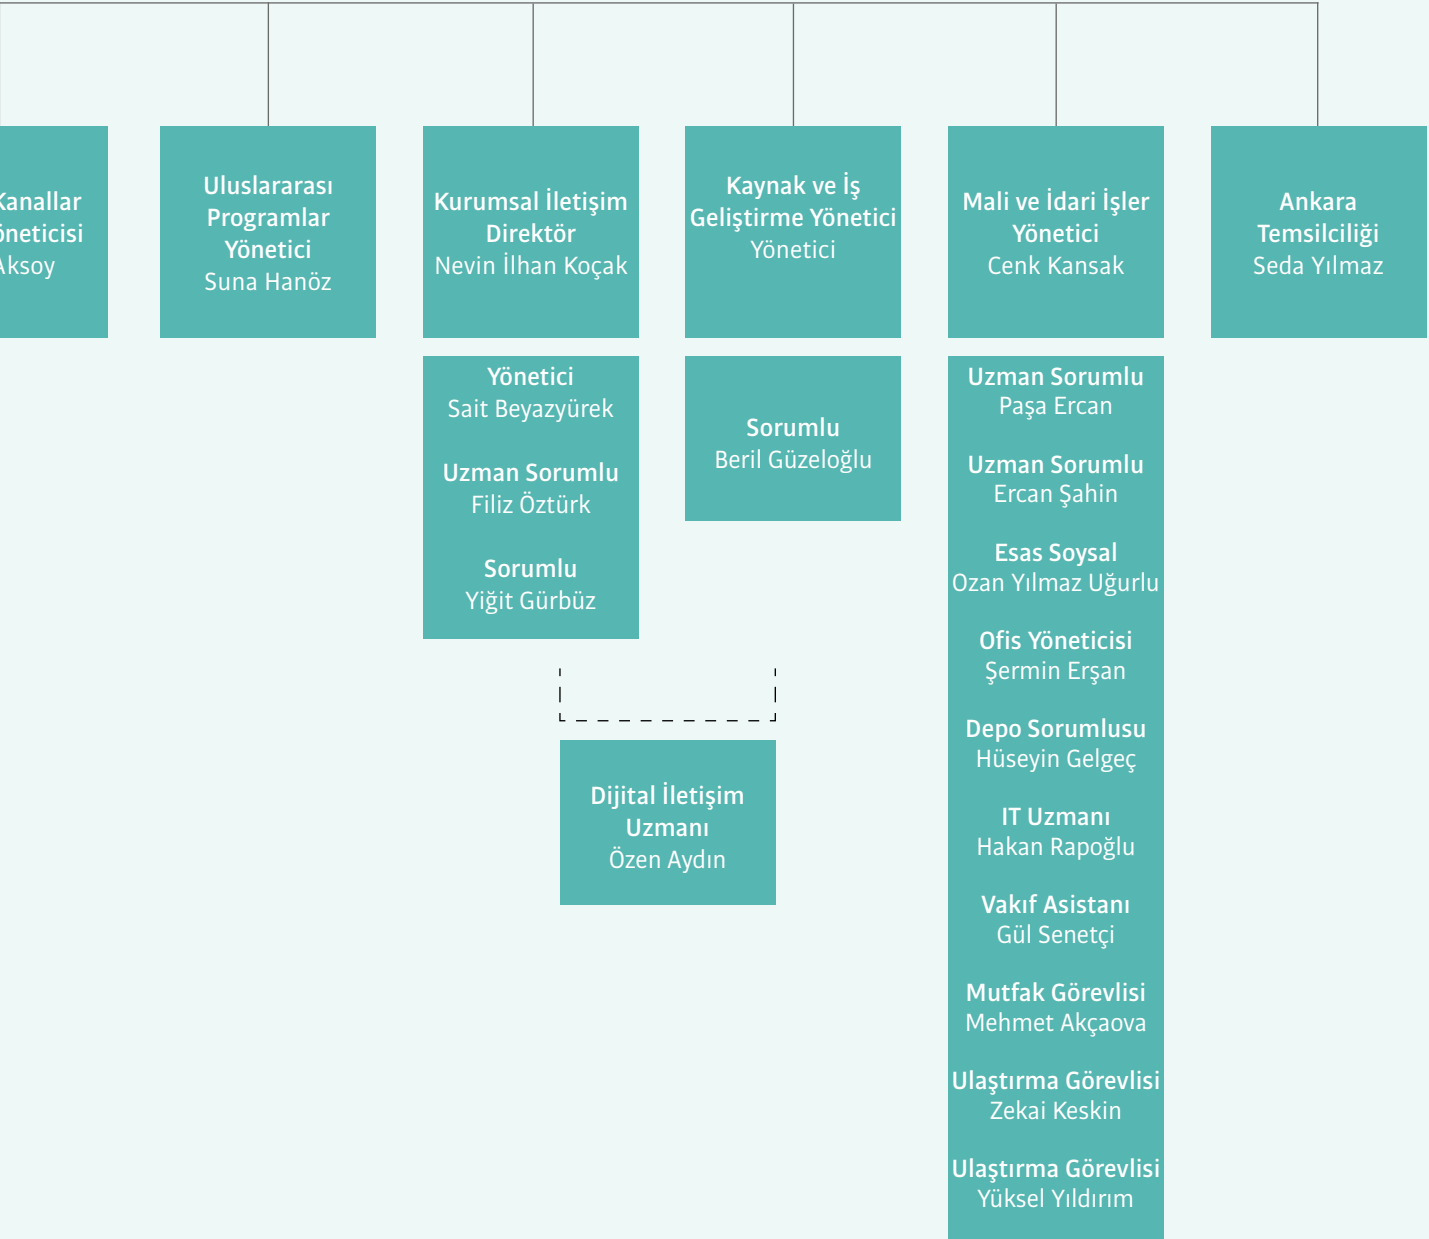 Kanallar
Aksoy
Uluslararası
Programlar
Yönetici
Suna Hanöz
Kurumsal İletişim
Direktör
Nevin İlhan Koçak
Kaynak ve İş
Geliştirme Yönetici
Yönetici
Mali ve İdari İşler
Yönetici
Cenk Kansak
Ankara
Temsilciliği
Seda Yılmaz
Yönetici
Sait Beyazyürek
Uzman Sorumlu
Filiz Öztürk
Sorumlu
Yiğit Gürbüz
Sorumlu
Beril Güzeloğlu
Dijital İletişim
Uzmanı
Özen Aydın
Uzman Sorumlu
Paşa Ercan
Uzman Sorumlu
Ercan Şahin
Esas Soysal
Ozan Yılmaz Uğurlu
Ofis Yöneticisi
Şermin Erşan
Depo Sorumlusu
Hüseyin Gelgeç
IT Uzmanı
Hakan Rapoğlu
Vakıf Asistanı
Gül Senetçi
Mutfak Görevlisi
Mehmet Akçaova
Ulaştırma Görevlisi
Zekai Keskin
Ulaştırma Görevlisi
Yüksel Yıldırım